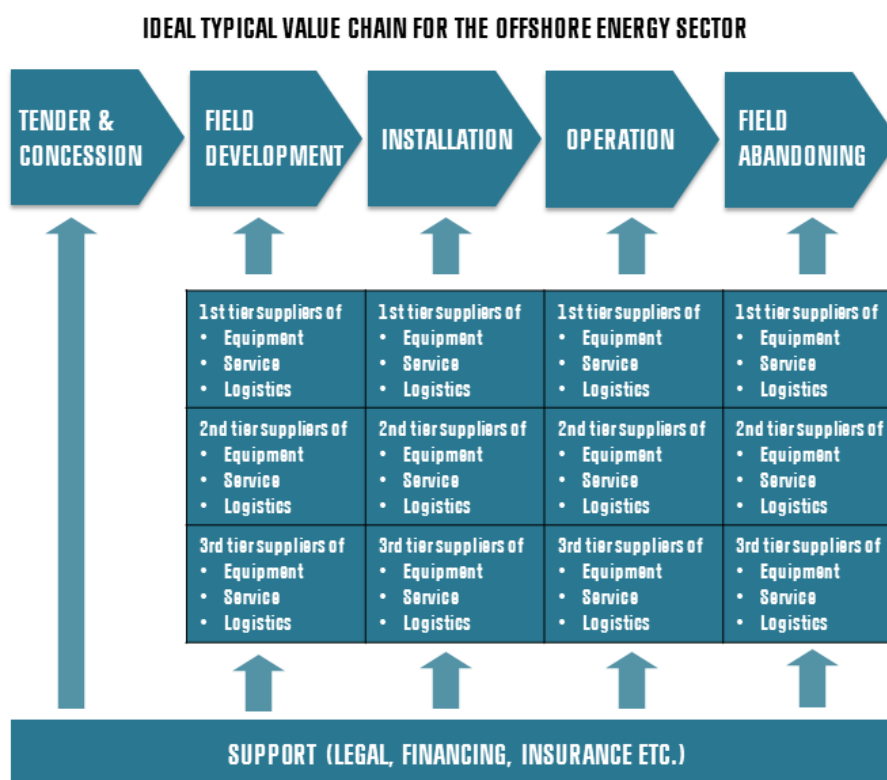 IDEAL TYPICAL VALUE CHAIN FOR THE OFFSHORE ENERGY SECTOR
TENDER &
CONCESSION
FIELD
DEVELOPMENT
INSTALLATION
OPERATION
FIELD
ABANDONING
1st tier suppliers of
• Equipment
• Service
• Logistics
1st tier suppliers of
• Equipment
• Service
• Logistics
1st tier suppliers of
• Equipment
• Service
• Logistics
1st tier suppliers of
• Equipment
• Service
• Logistics
2nd tier suppliers of
• Equipment
• Service
• Logistics
2nd tier suppliers of
• Equipment
• Service
• Logistics
2nd tier suppliers of
• Equipment
• Service
• Logistics
2nd tier suppliers of
• Equipment
• Service
• Logistics
3rd tier suppliers of
• Equipment
• Service
• Logistics
3rd tier suppliers of
• Equipment
• Service
• Logistics
3rd tier suppliers of
• Equipment
• Service
• Logistics
3rd tier suppliers of
• Equipment
• Service
• Logistics
SUPPORT (LEGAL, FINANCING, INSURANCE ETC.)